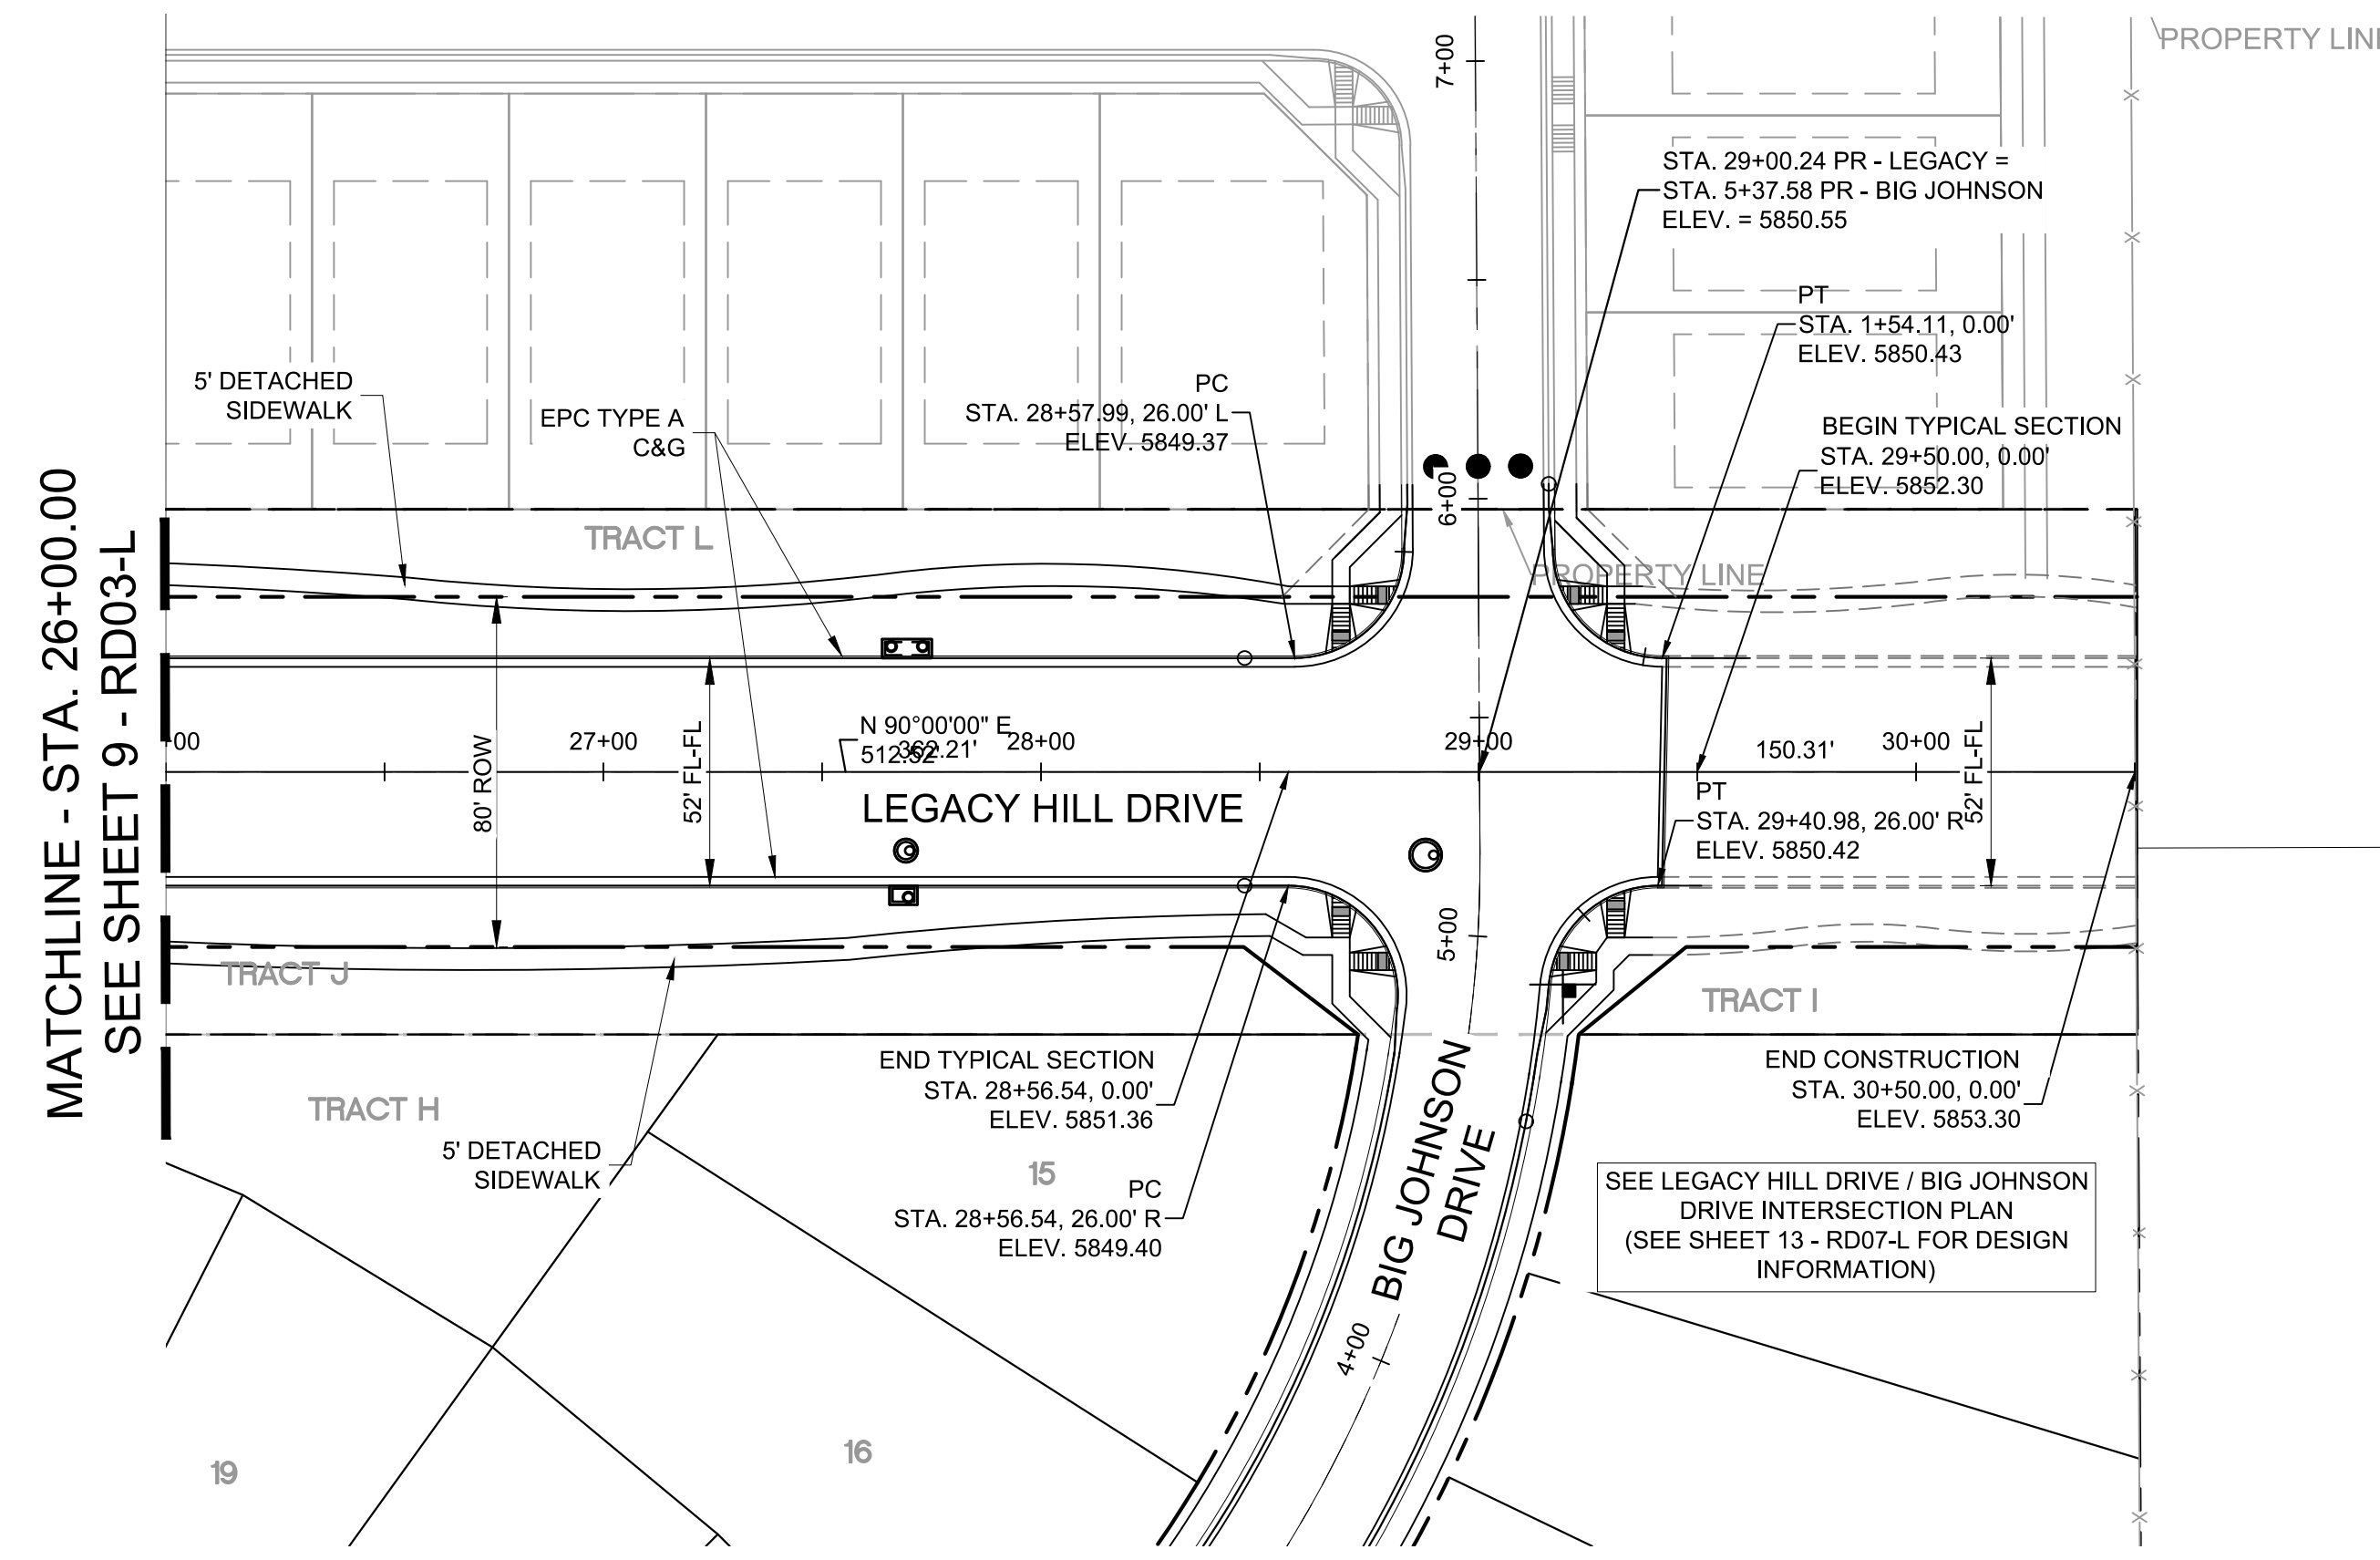 MATCHLINE - STA. 26+00.00
SEE SHEET 9 - RD03-L
PROPERTY LINE
7+00
STA. 29+00.24 PR - LEGACY =
STA. 5+37.58 PR - BIG JOHNSON
ELEV. = 5850.55
PT
STA. 1+54.11, 0.00'
ELEV. 5850.43
5' DETACHED
SIDEWALK
EPC TYPE A
C&G
PC
STA. 28+57.99, 26.00' L
ELEV. 5849.37
BEGIN TYPICAL SECTION
STA. 29+50.00, 0.00'
ELEV. 5852.30
6+00
TRACT L
PROPERTY LINE
+00
27+00
N 90°00'00" E
512.52'
362.21'
28+00
29+00
150.31'
30+00
80' ROW
52' FL-FL
52' FL-FL
LEGACY HILL DRIVE
PT
STA. 29+40.98, 26.00' R
ELEV. 5850.42
5+00
TRACT J
TRACT I
END TYPICAL SECTION
STA. 28+56.54, 0.00'
ELEV. 5851.36
END CONSTRUCTION
STA. 30+50.00, 0.00'
ELEV. 5853.30
TRACT H
5' DETACHED
SIDEWALK
15
PC
STA. 28+56.54, 26.00' R
ELEV. 5849.40
BIG JOHNSON
DRIVE
SEE LEGACY HILL DRIVE / BIG JOHNSON
DRIVE INTERSECTION PLAN
(SEE SHEET 13 - RD07-L FOR DESIGN
INFORMATION)
4+00
16
19